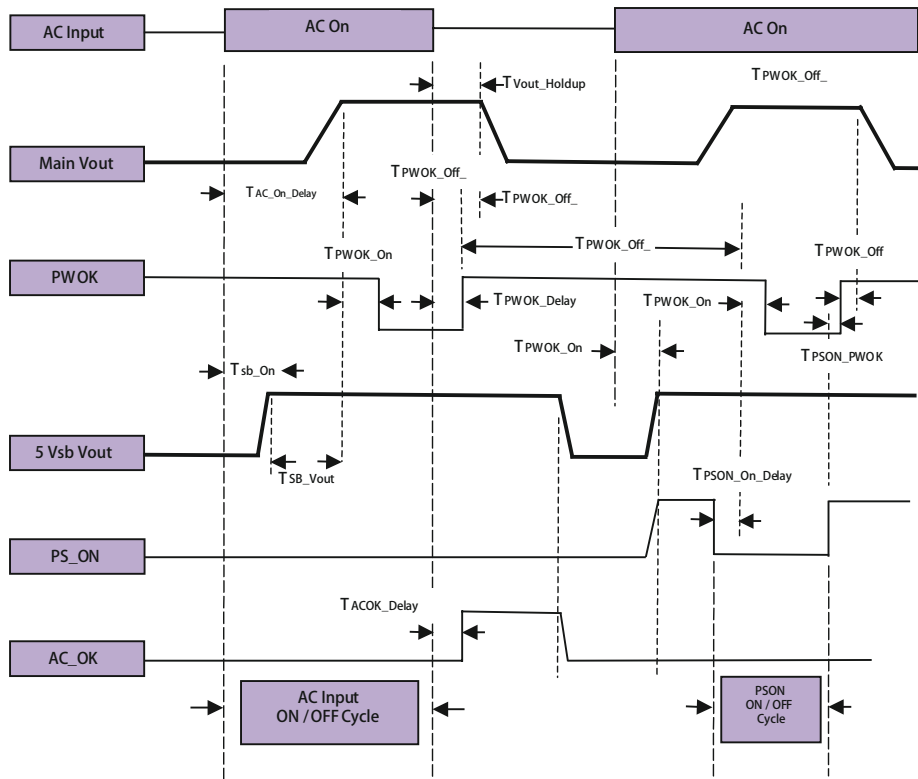 AC Input
AC On
AC On
TVout_Holdup
TPWOK_Off_
Main Vout
TPWOK_Off_
TAC_On_Delay
TPWOK_Off_
TPWOK_On
TPWOK_Off_
TPWOK_Off
PWOK
TPWOK_Delay
TPWOK_On
TPWOK_On
TPSON_PWOK
Tsb_On
5 Vsb Vout
TSB_Vout
TPSON_On_Delay
PS_ON
TACOK_Delay
AC_OK
AC Input
ON / OFF Cycle
PSON
ON / OFF
Cycle